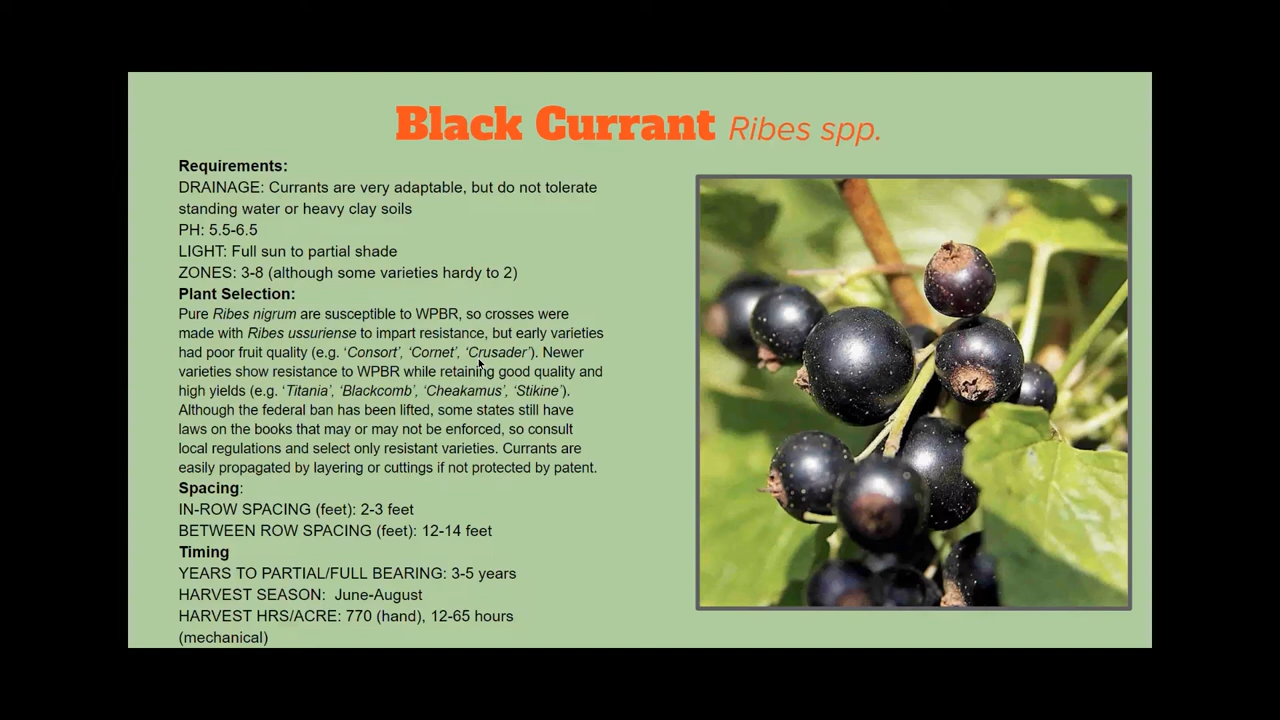 Black Currant Ribes spp.
Requirements:
DRAINAGE: Currants are very adaptable, but do not tolerate
standing water or heavy clay soils
PH: 5.5-6.5
LIGHT: Full sun to partial shade
ZONES: 3-8 (although some varieties hardy to 2)
Plant Selection:
Pure Ribes nigrum are susceptible to WPBR, so crosses were
made with Ribes ussuriense to impart resistance, but early varieties
had poor fruit quality (e.g. ‘Consort’, ‘Cornet’, ‘Crusader’). Newer
varieties show resistance to WPBR while retaining good quality and
high yields (e.g. ‘Titania’, ‘Blackcomb’, ‘Cheakamus’, ‘Stikine’).
Although the federal ban has been lifted, some states still have
laws on the books that may or may not be enforced, so consult
local regulations and select only resistant varieties. Currants are
easily propagated by layering or cuttings if not protected by patent.
Spacing:
IN-ROW SPACING (feet): 2-3 feet
BETWEEN ROW SPACING (feet): 12-14 feet
Timing
YEARS TO PARTIAL/FULL BEARING: 3-5 years
HARVEST SEASON: June-August
HARVEST HRS/ACRE: 770 (hand), 12-65 hours
(mechanical)